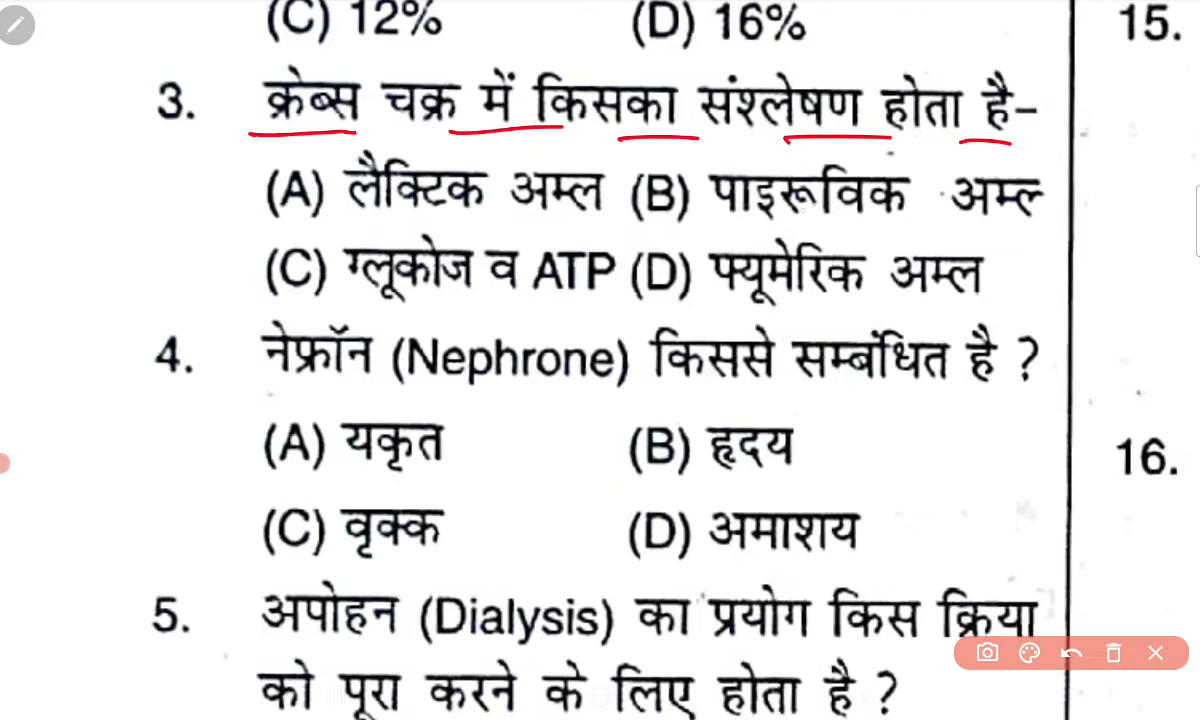 (C) 12% (D) 16%
15.
3. क्रेब्स चक्र में किसका संश्लेषण होता है-
(A) लैक्टिक अम्ल (B) पाइरूविक अम्ल
(C) ग्लूकोज व ATP (D) फ्यूमेरिक अम्ल
4. नेफ्रॉन (Nephrone) किससे सम्बंधित है ?
(A) यकृत (B) हृदय
16.
(C) वृक्क (D) अमाशय
5. अपोहन (Dialysis) का प्रयोग किस क्रिया
को पूरा करने के लिए होता है ?